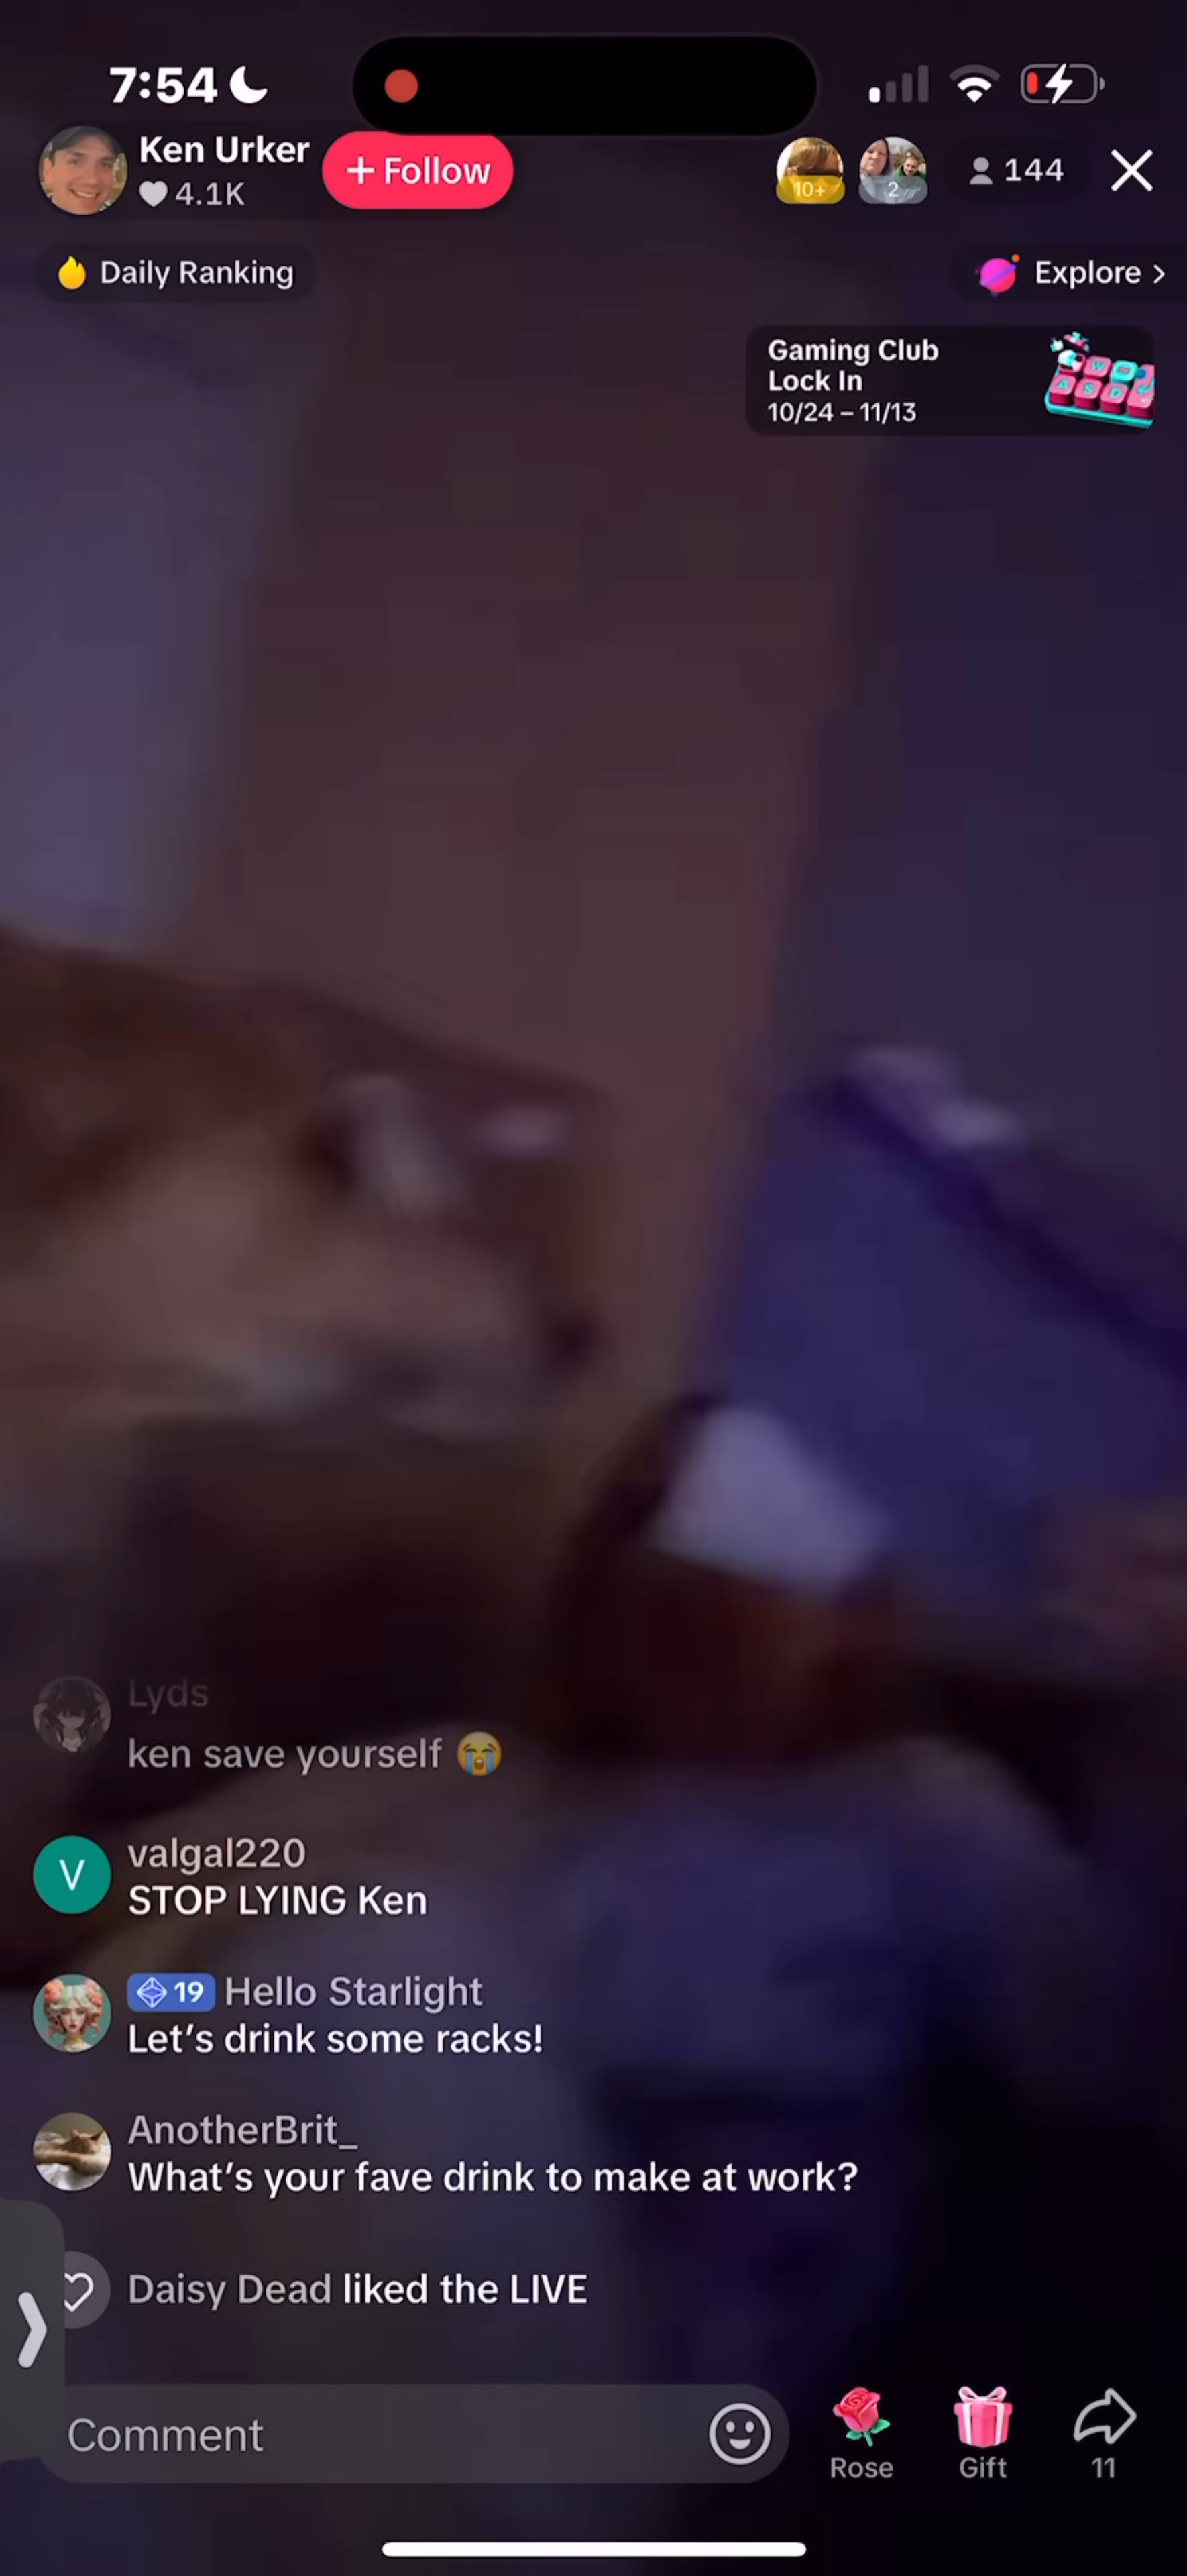 7:54
Ken Urker
4.1K
+ Follow
10+
2
144
Daily Ranking
Explore >
Gaming Club
Lock In
10/24 – 11/13
W
A S D
Lyds
ken save yourself 😭
V
valgal220
STOP LYING Ken
19 Hello Starlight
Let's drink some racks!
AnotherBrit_
What's your fave drink to make at work?
Daisy Dead liked the LIVE
Comment
Rose
Gift
11